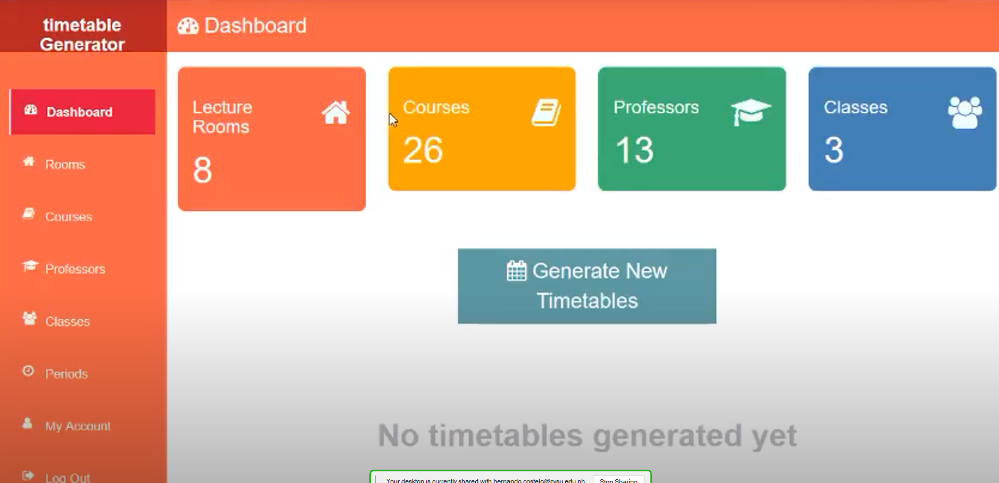 timetable
Generator
Dashboard
Dashboard
Rooms
Courses
Professors
Classes
Periods
My Account
Log Out
Lecture
Rooms
8
Courses
26
Professors
13
Classes
3
Generate New
Timetables
No timetables generated yet
Your desktop is currently shared with hernando.costelo@cvsu.edu.ph.
Stop Sharing